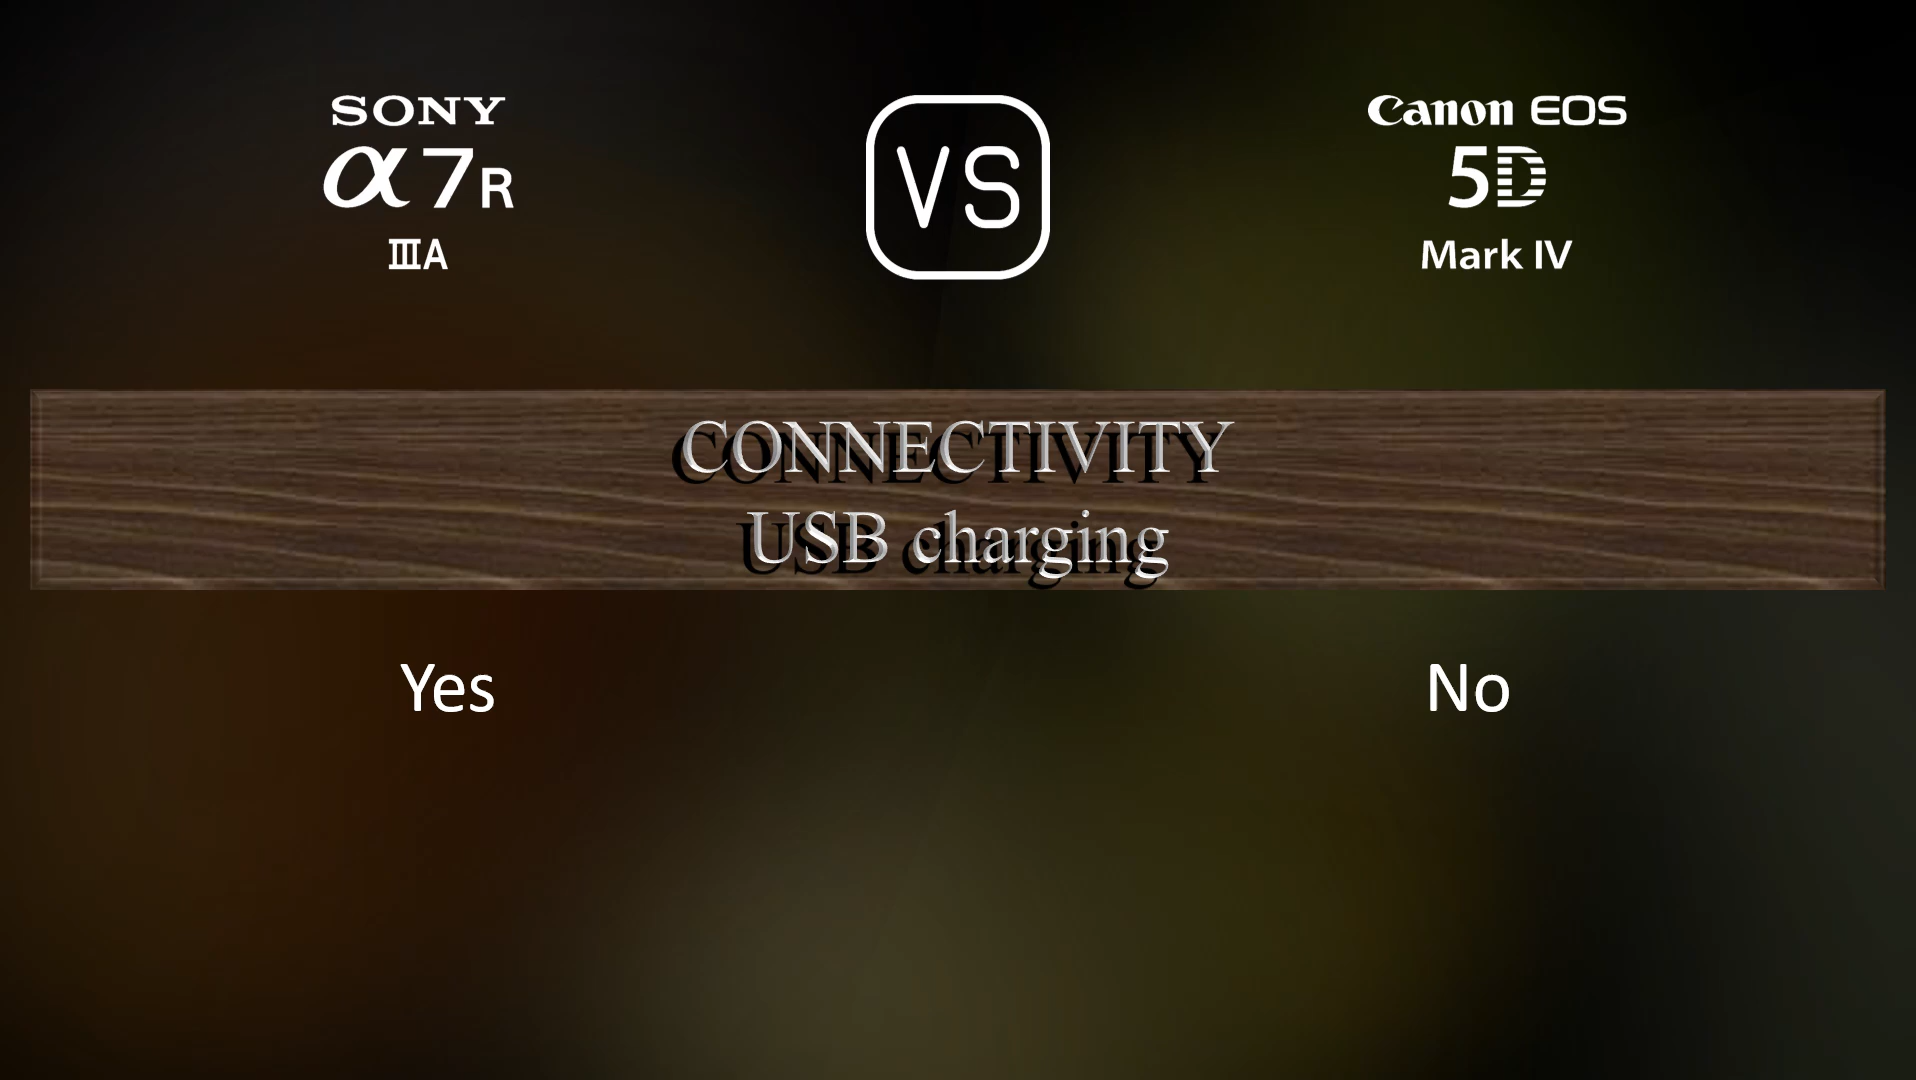 SONY
α7R
IIIA
VS
Canon EOS
5D
Mark IV
CONNECTIVITY
USB charging
Yes
No